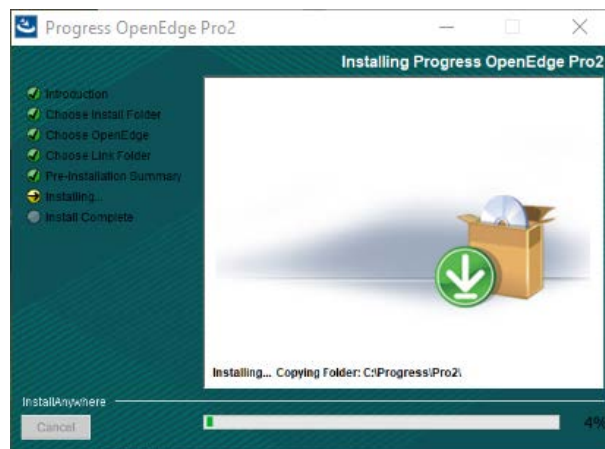 Progress OpenEdge Pro2
Installing Progress OpenEdge Pro2
Introduction
Choose Install Folder
Choose OpenEdge
Choose Link Folder
Pre-Installation Summary
Installing...
Install Complete
Installing... Copying Folder: C:\Progress\Pro2\
InstallAnywhere
Cancel
4%